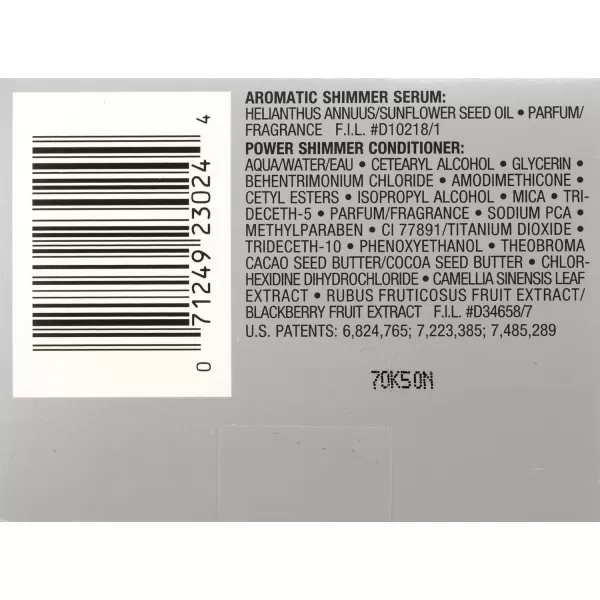 AROMATIC SHIMMER SERUM:
HELIANTHUS ANNUUS/SUNFLOWER SEED OIL • PARFUM/
FRAGRANCE F.I.L. #D10218/1
POWER SHIMMER CONDITIONER:
AQUA/WATER/EAU • CETEARYL ALCOHOL • GLYCERIN •
BEHENTRIMONIUM CHLORIDE • AMODIMETHICONE •
CETYL ESTERS • ISOPROPYL ALCOHOL • MICA • TRI-
DECETH-5 • PARFUM/FRAGRANCE • SODIUM PCA •
METHYLPARABEN • CI 77891/TITANIUM DIOXIDE •
TRIDECETH-10 • PHENOXYETHANOL • THEOBROMA
CACAO SEED BUTTER/COCOA SEED BUTTER • CHLOR-
HEXIDINE DIHYDROCHLORIDE • CAMELLIA SINENSIS LEAF
EXTRACT • RUBUS FRUTICOSUS FRUIT EXTRACT/
BLACKBERRY FRUIT EXTRACT F.I.L. #D34658/7
U.S. PATENTS: 6,824,765; 7,223,385; 7,485,289
70K50N
0 71249 23024 4